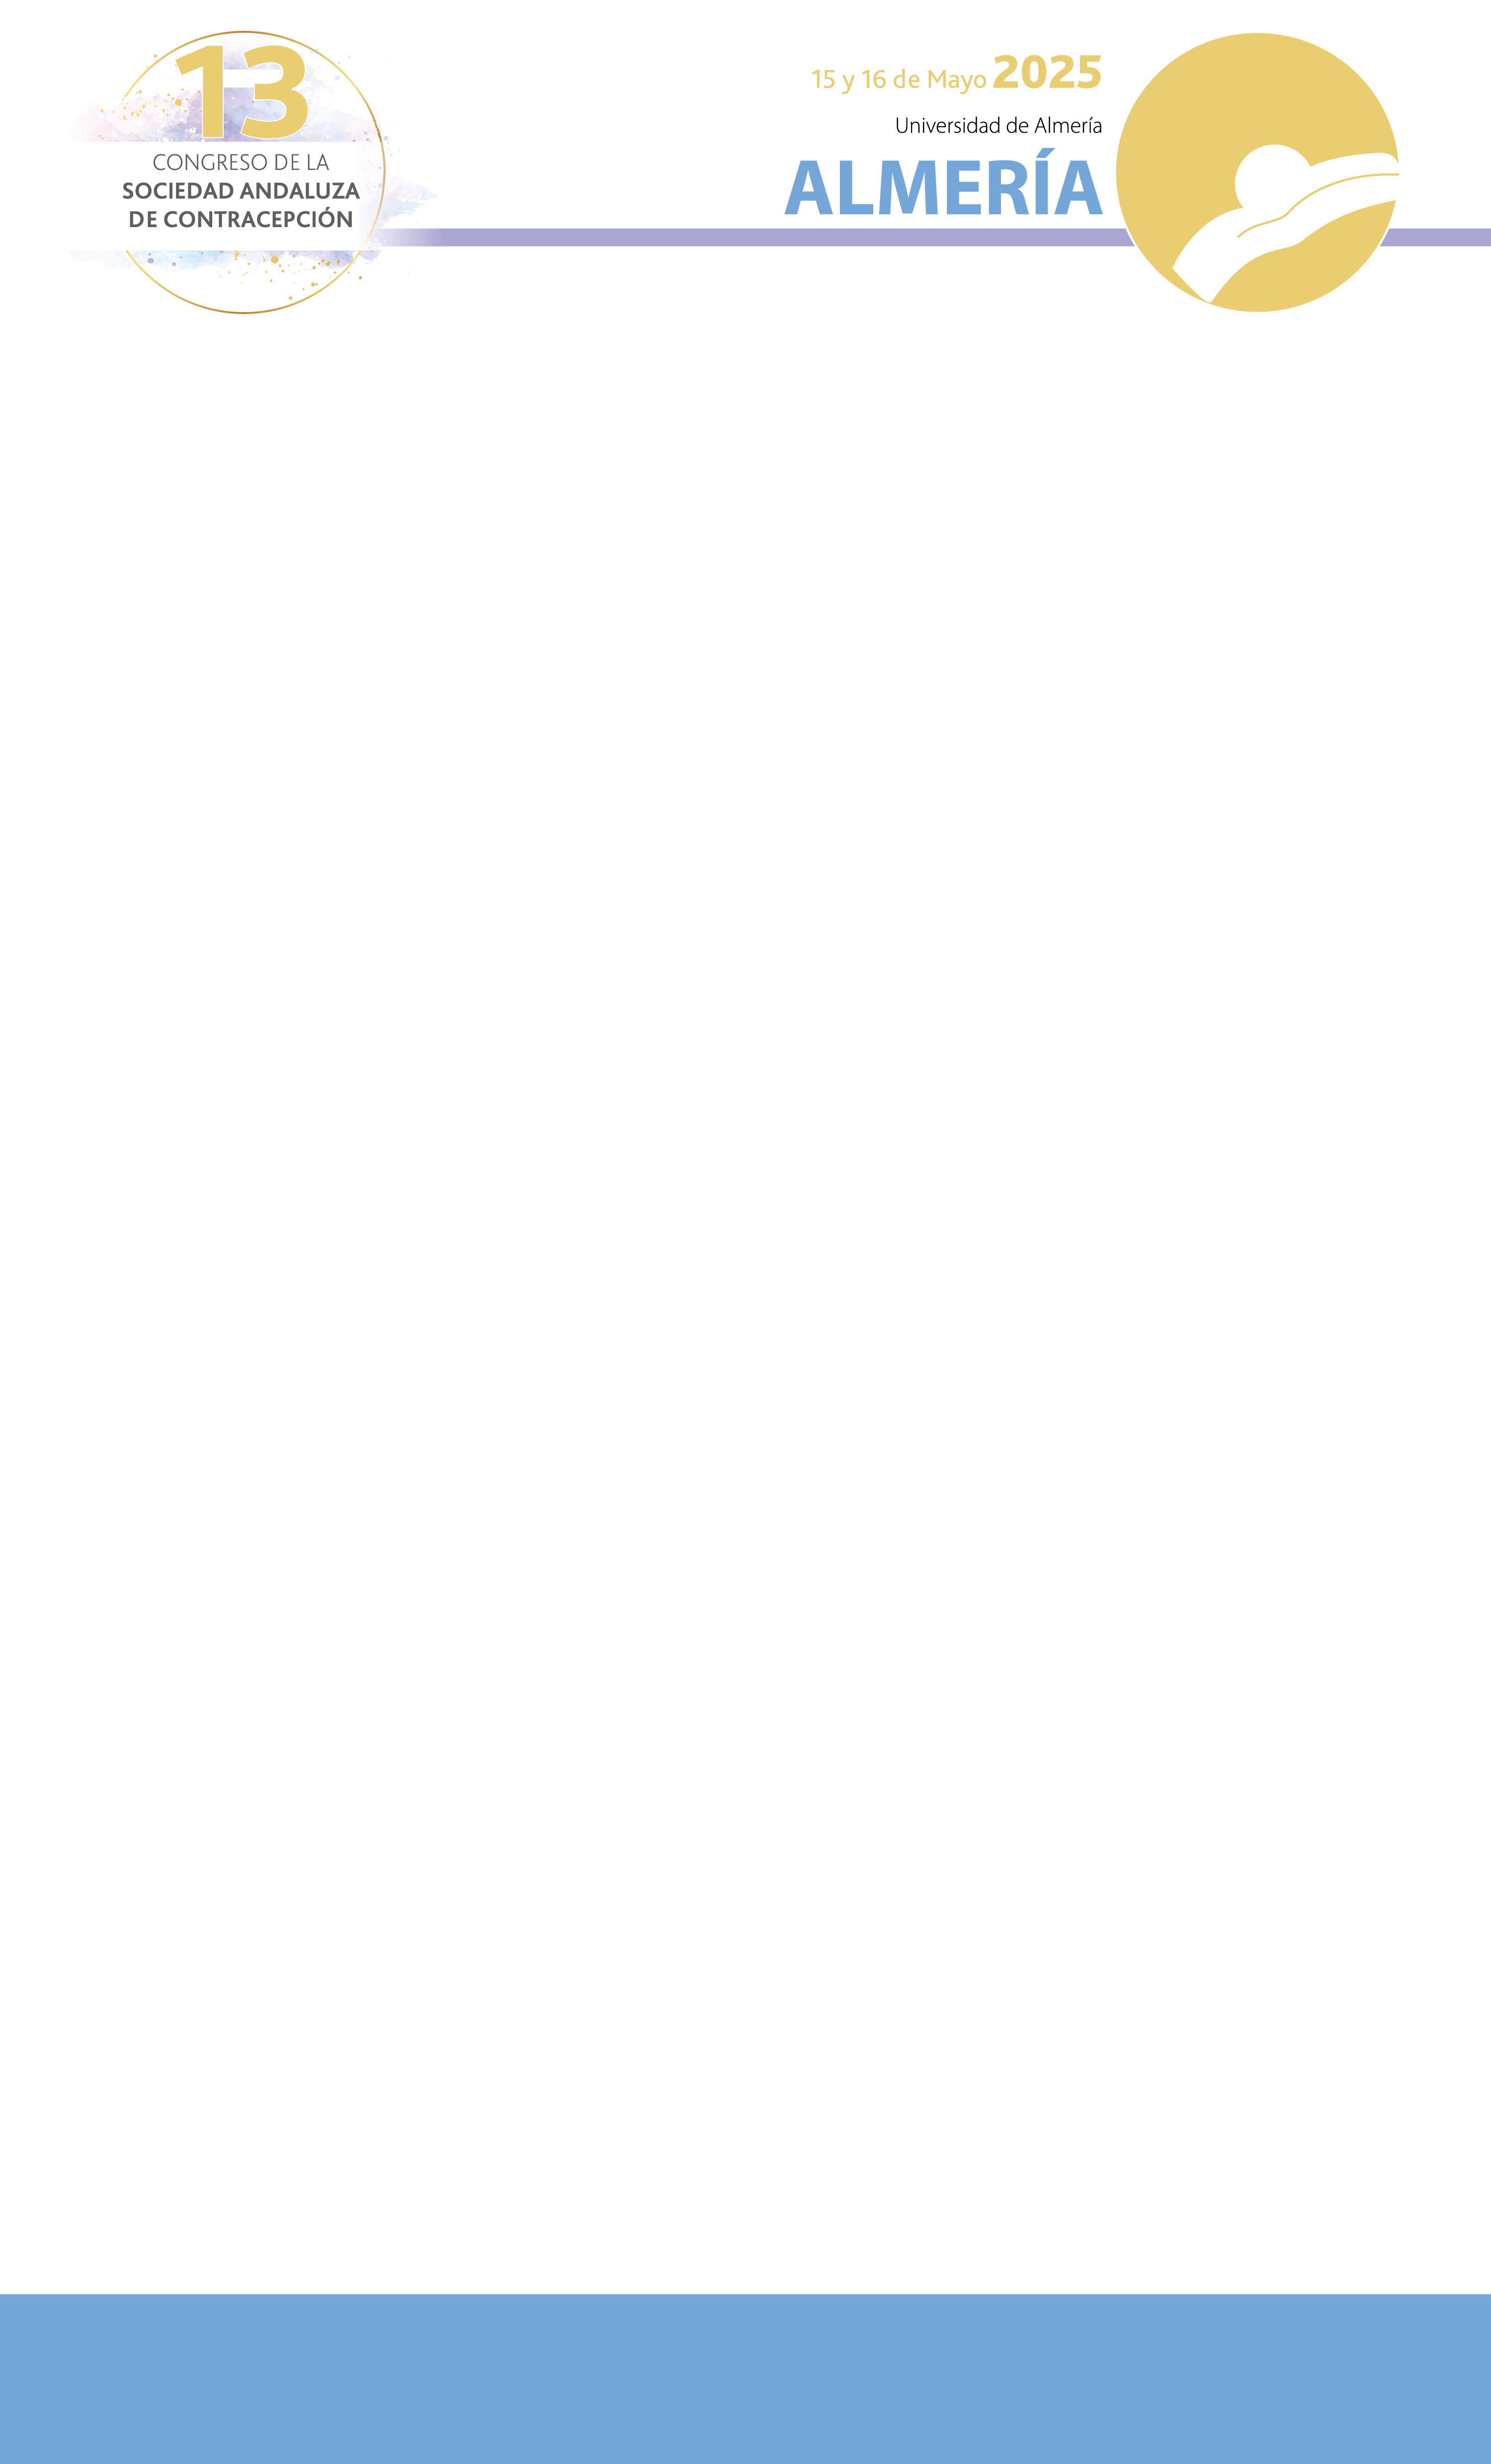 13
CONGRESO DE LA
SOCIEDAD ANDALUZA
DE CONTRACEPCIÓN
15 y 16 de Mayo 2025
Universidad de Almería
ALMERÍA